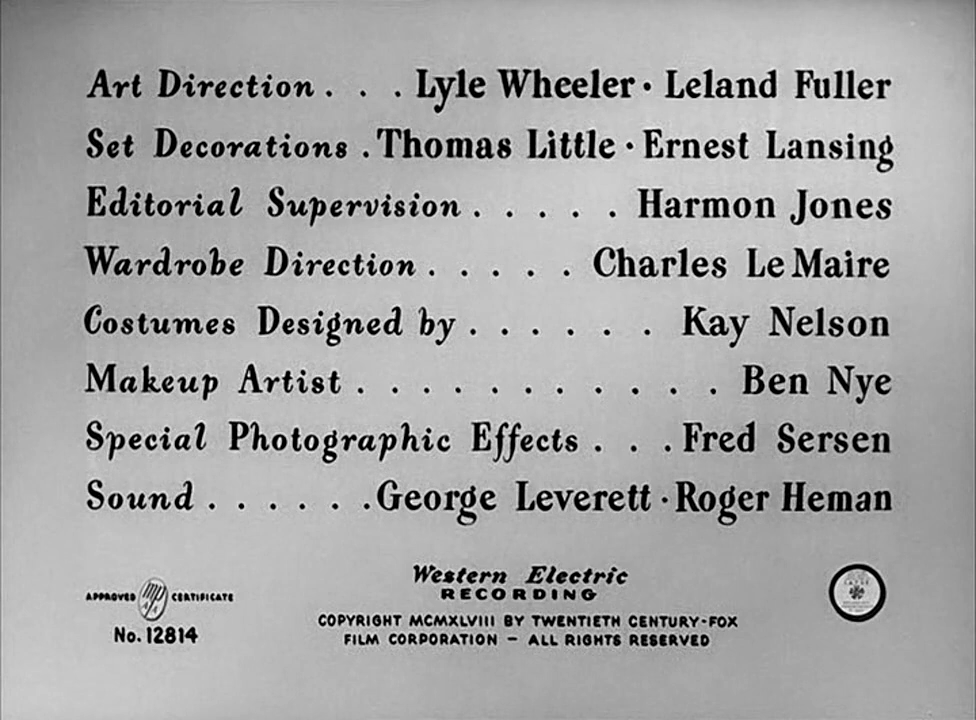 Art Direction . . . Lyle Wheeler · Leland Fuller
Set Decorations . Thomas Little · Ernest Lansing
Editorial Supervision . . . . . Harmon Jones
Wardrobe Direction . . . . . Charles Le Maire
Costumes Designed by . . . . . . Kay Nelson
Makeup Artist . . . . . . . . . . . Ben Nye
Special Photographic Effects . . . Fred Sersen
Sound . . . . . . George Leverett · Roger Heman
APPROVED CERTIFICATE
No. 12814
Western Electric
RECORDING
COPYRIGHT MCMXLVIII BY TWENTIETH CENTURY-FOX
FILM CORPORATION – ALL RIGHTS RESERVED